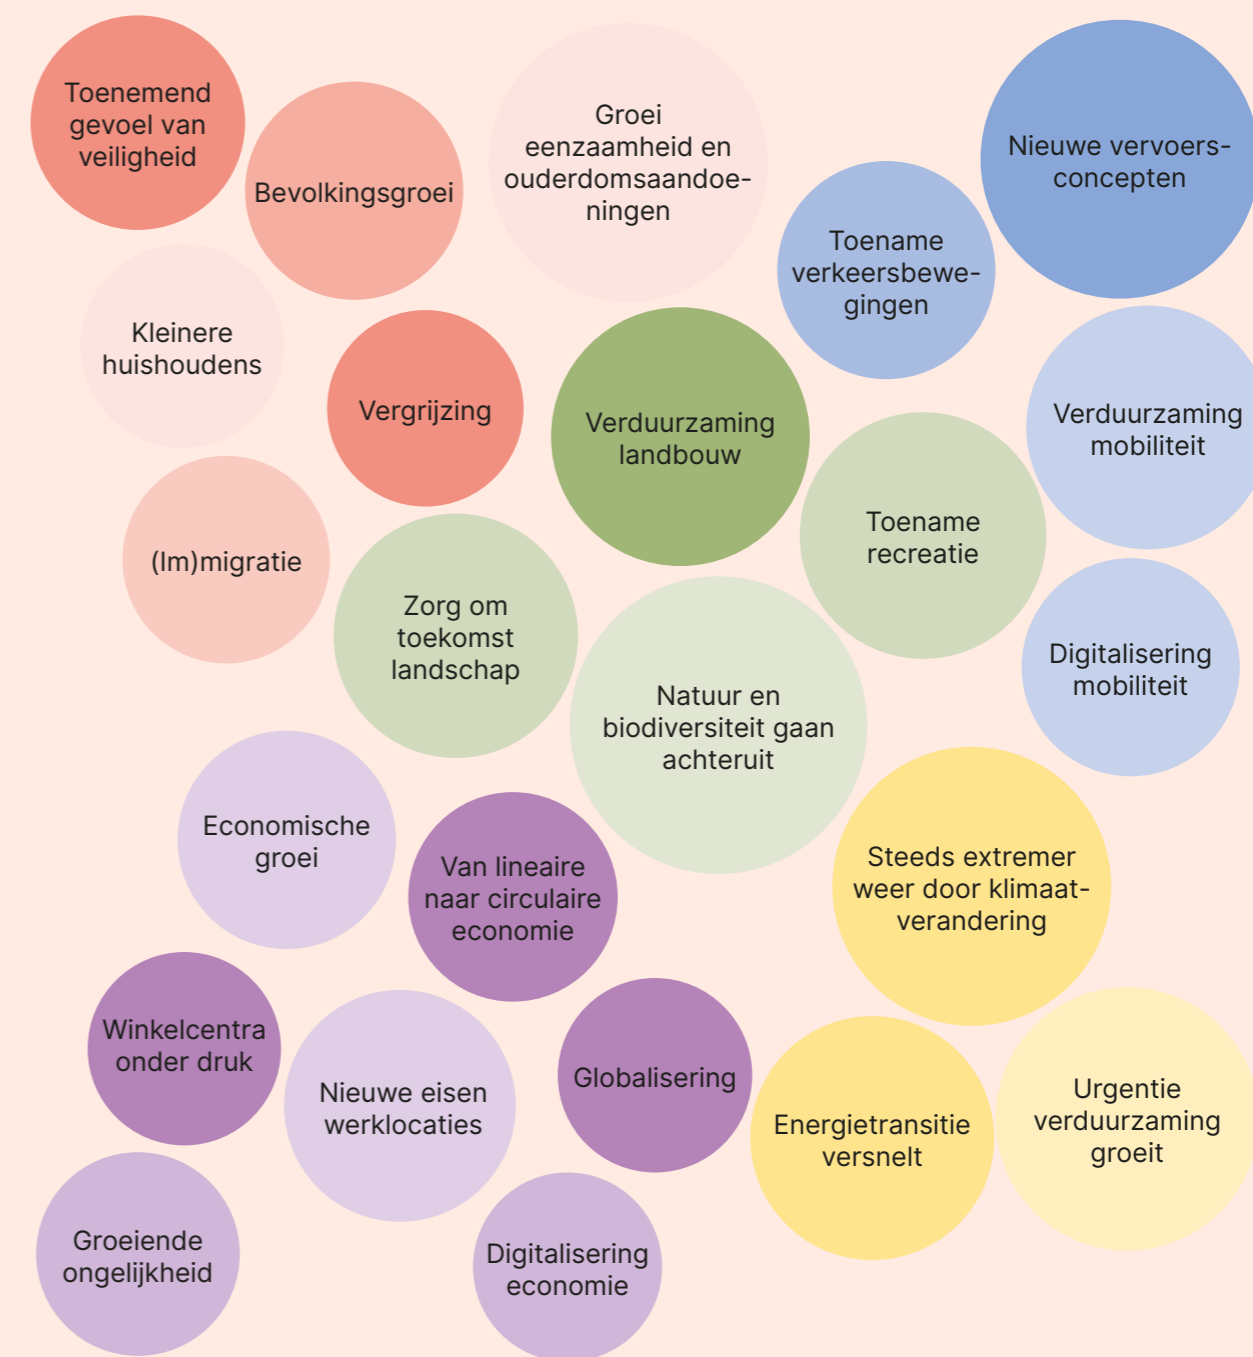 Toenemend
gevoel van
veiligheid
Bevolkingsgroei
Groei
eenzaamheid en
ouderdomsaandoe-
ningen
Nieuwe vervoers-
concepten
Toename
verkeersbewe-
gingen
Kleinere
huishoudens
Vergrijzing
Verduurzaming
landbouw
Verduurzaming
mobiliteit
(Im)migratie
Zorg om
toekomst
landschap
Toename
recreatie
Natuur en
biodiversiteit gaan
achteruit
Digitalisering
mobiliteit
Economische
groei
Van lineaire
naar circulaire
economie
Steeds extremer
weer door klimaat-
verandering
Winkelcentra
onder druk
Nieuwe eisen
werklocaties
Globalisering
Energietransitie
versnelt
Urgentie
verduurzaming
groeit
Groeiende
ongelijkheid
Digitalisering
economie